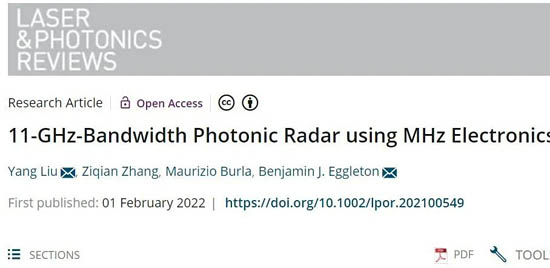 LASER
& PHOTONICS
REVIEWS
Research Article Open Access cc
11-GHz-Bandwidth Photonic Radar using MHz Electronics
Yang Liu, Ziqian Zhang, Maurizio Burla, Benjamin J. Eggleton
First published: 01 February 2022 | https://doi.org/10.1002/lpor.202100549
SECTIONS PDF TOOL